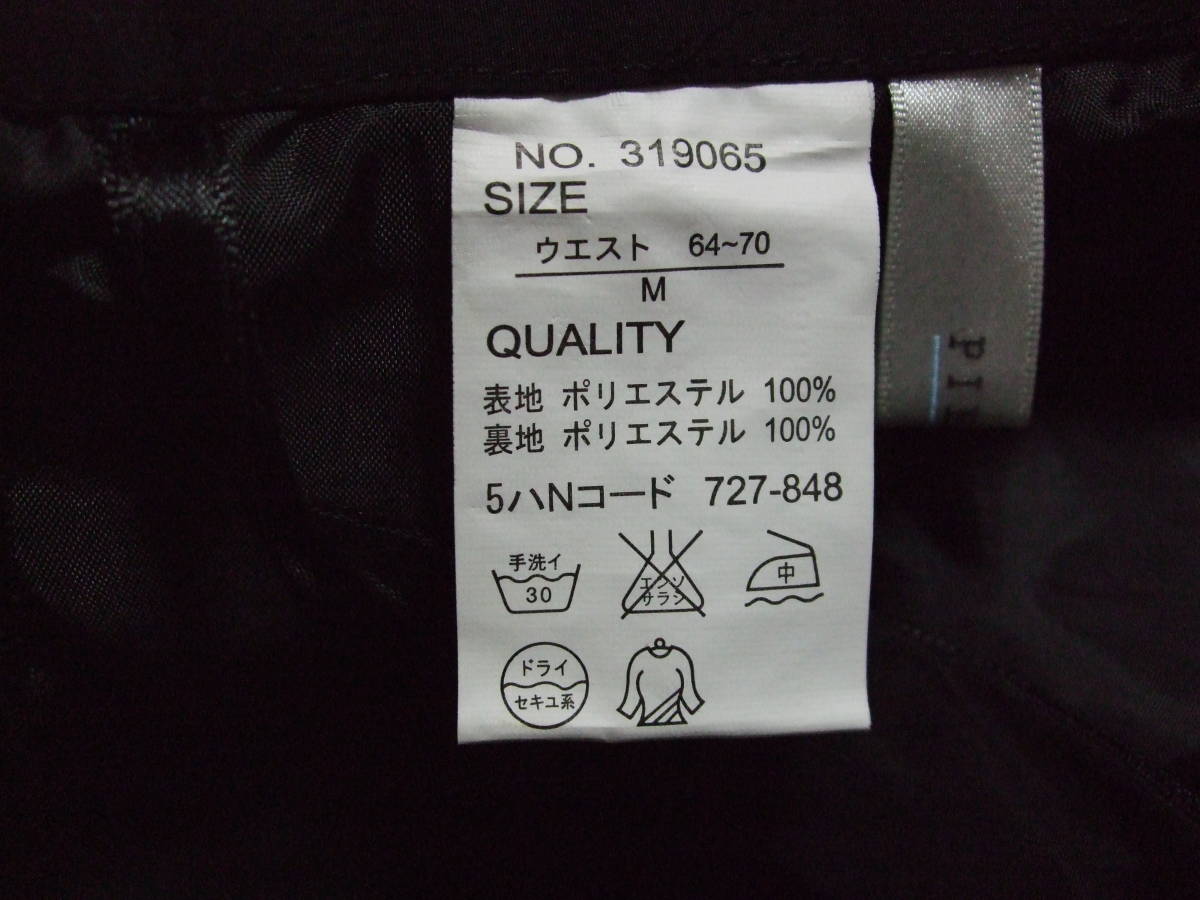 NO. 319065
SIZE
ウエスト 64~70
M
QUALITY
表地 ポリエステル 100%
裏地 ポリエステル 100%
5ハNコード 727-848
手洗イ
30
エンソ
サラシ
中
ドライ
セキユ系